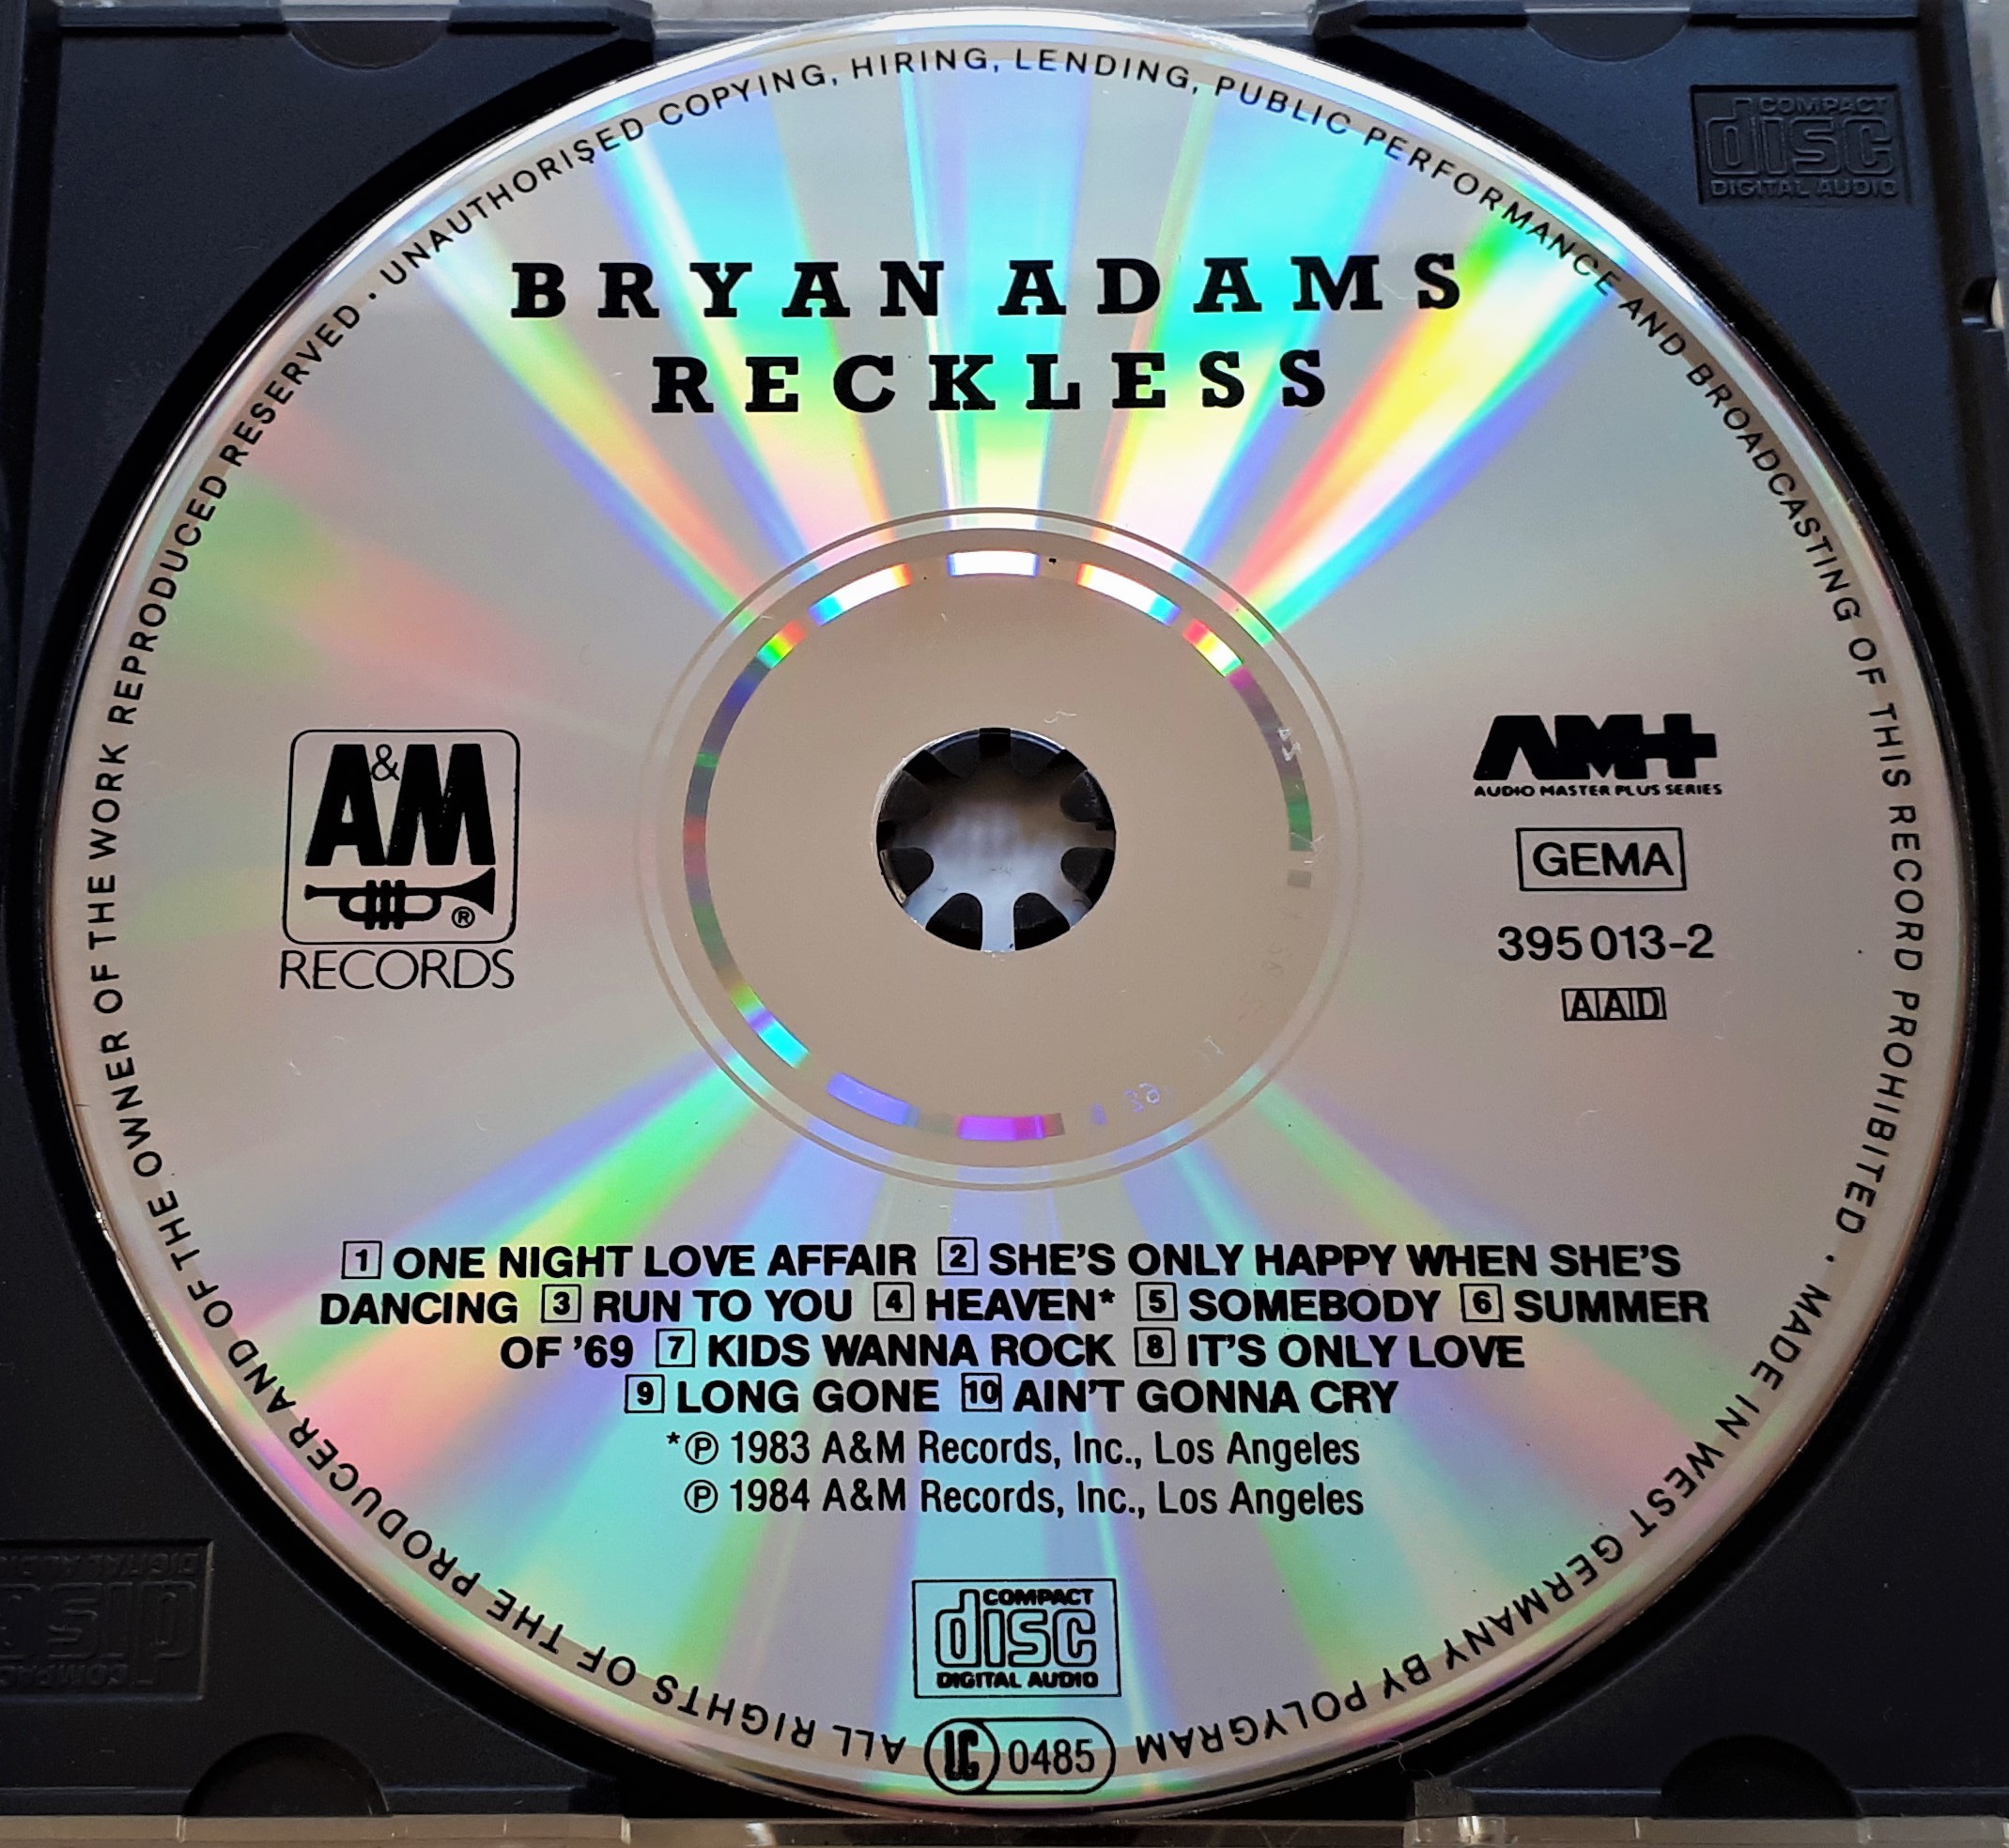 BRYAN ADAMS
RECKLESS
A&M
®
RECORDS
AM+
AUDIO MASTER PLUS SERIES
GEMA
395 013-2
AAD
1 ONE NIGHT LOVE AFFAIR 2 SHE'S ONLY HAPPY WHEN SHE'S
DANCING 3 RUN TO YOU 4 HEAVEN* 5 SOMEBODY 6 SUMMER
OF '69 7 KIDS WANNA ROCK 8 IT'S ONLY LOVE
9 LONG GONE 10 AIN'T GONNA CRY
*℗ 1983 A&M Records, Inc., Los Angeles
℗ 1984 A&M Records, Inc., Los Angeles
COMPACT
disc
DIGITAL AUDIO
LC 0485
ALL RIGHTS OF THE PRODUCER AND OF THE OWNER OF THE WORK REPRODUCED RESERVED · UNAUTHORISED COPYING, HIRING, LENDING, PUBLIC PERFORMANCE AND BROADCASTING OF THIS RECORD PROHIBITED · MADE IN WEST GERMANY BY POLYGRAM
COMPACT
disc
DIGITAL AUDIO
COMPACT
disc
DIGITAL AUDIO